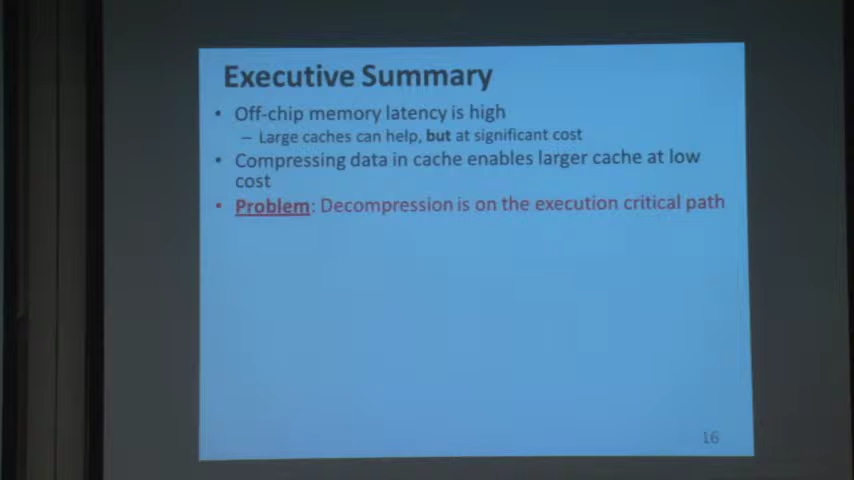 Executive Summary
• Off-chip memory latency is high
– Large caches can help, but at significant cost
• Compressing data in cache enables larger cache at low
cost
• Problem: Decompression is on the execution critical path
16